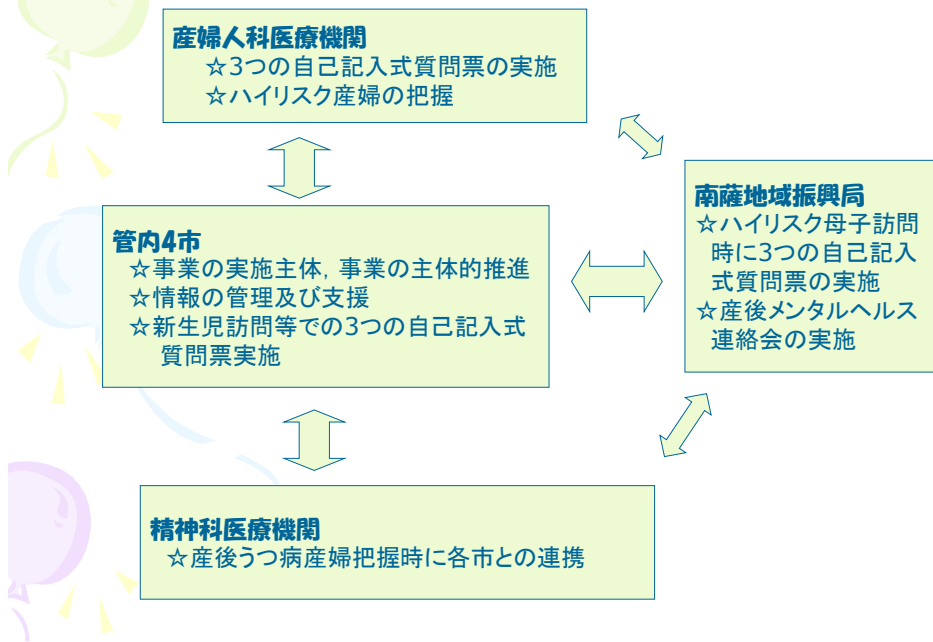 産婦人科医療機関
☆3つの自己記入式質問票の実施
☆ハイリスク産婦の把握
管内4市
☆事業の実施主体，事業の主体的推進
☆情報の管理及び支援
☆新生児訪問等での3つの自己記入式
質問票実施
南薩地域振興局
☆ハイリスク母子訪問
時に3つの自己記入
式質問票の実施
☆産後メンタルヘルス
連絡会の実施
精神科医療機関
☆産後うつ病産婦把握時に各市との連携